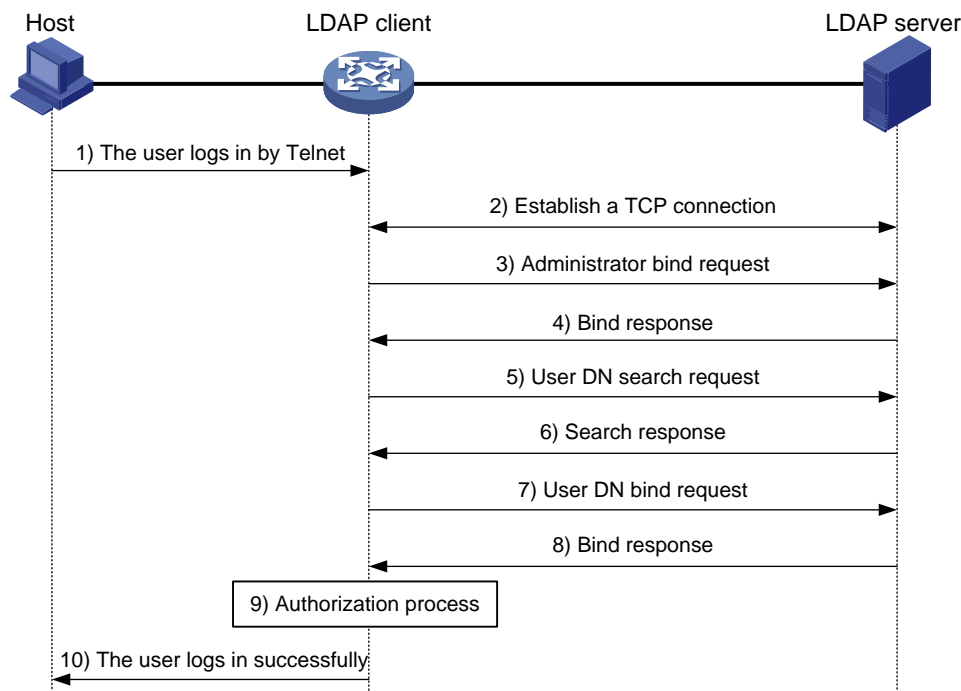 Host
LDAP client
LDAP server
1) The user logs in by Telnet
2) Establish a TCP connection
3) Administrator bind request
4) Bind response
5) User DN search request
6) Search response
7) User DN bind request
8) Bind response
9) Authorization process
10) The user logs in successfully